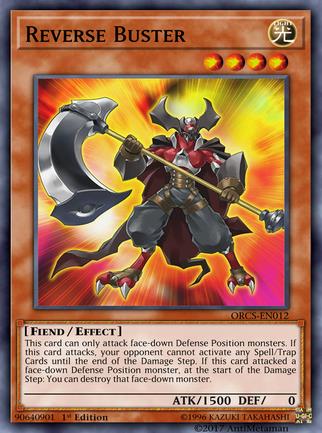 Reverse Buster
LIGHT
光
ORCS-EN012
[Fiend / Effect]
This card can only attack face-down Defense Position monsters. If
this card attacks, your opponent cannot activate any Spell/Trap
Cards until the end of the Damage Step. If this card attacked a
face-down Defense Position monster, at the start of the
Damage Step: You can destroy that face-down monster.
ATK/1500 DEF/ 0
90640901 1st Edition ©1996 KAZUKI TAKAHASHI
©2017 AntiMetaman